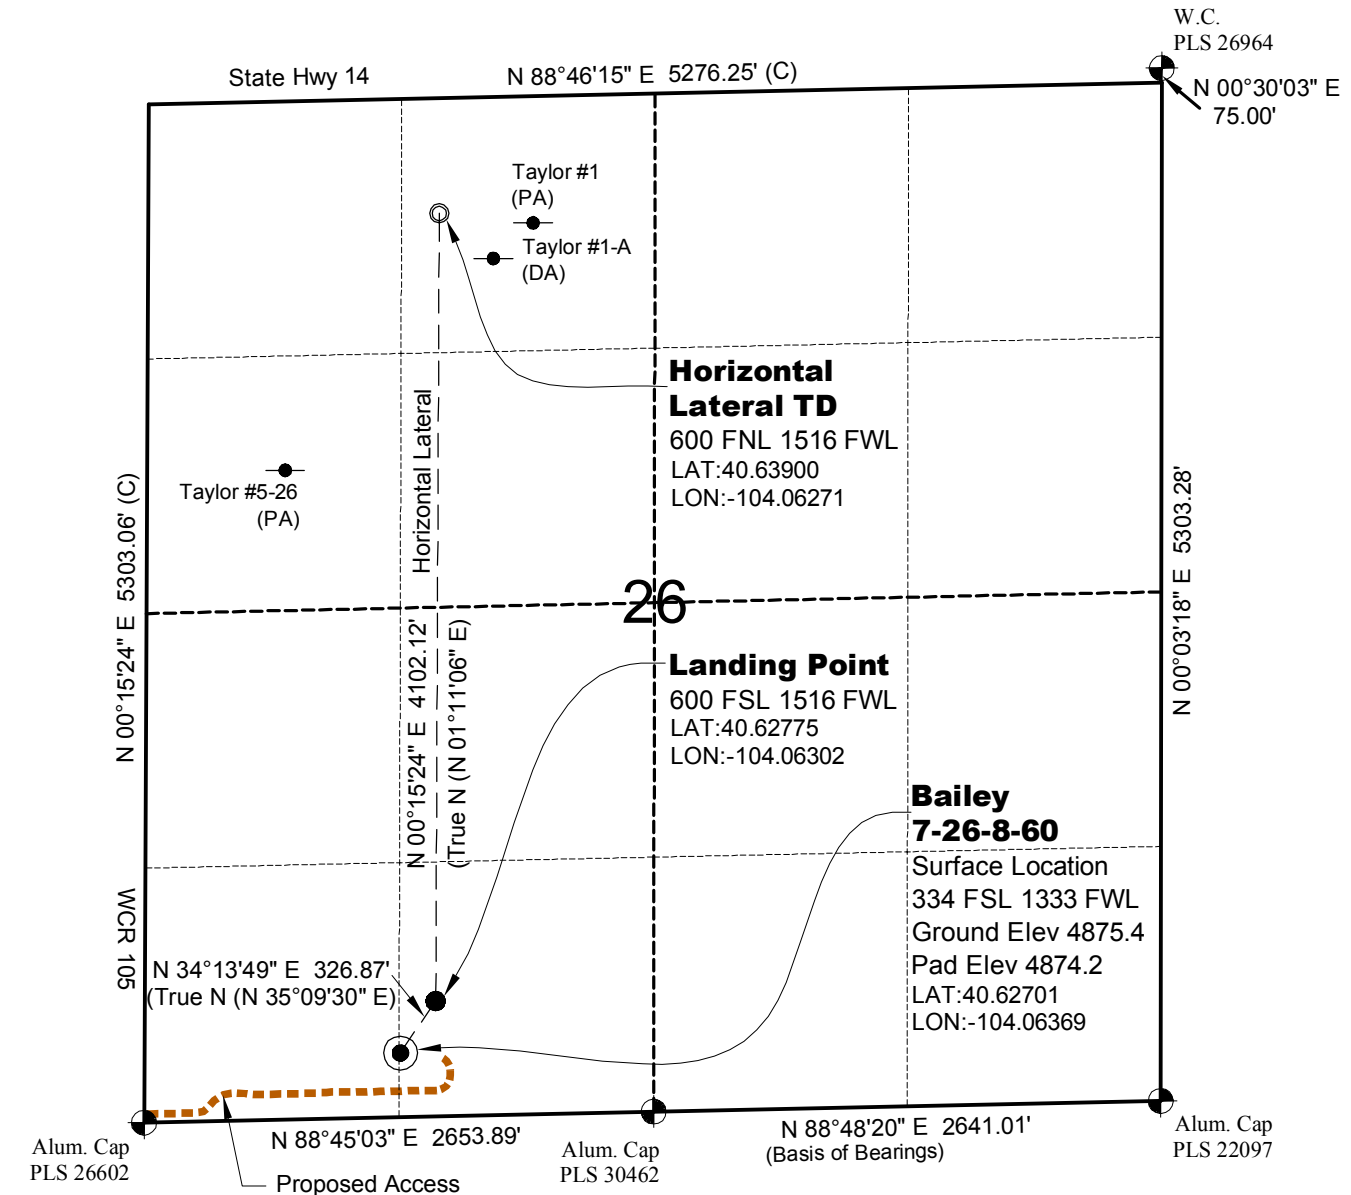 W.C.
PLS 26964
State Hwy 14
N 88°46'15" E 5276.25' (C)
N 00°30'03" E
75.00'
Taylor #1
(PA)
Taylor #1-A
(DA)
Horizontal
Lateral TD
600 FNL 1516 FWL
LAT:40.63900
LON:-104.06271
Horizontal Lateral
Taylor #5-26
(PA)
N 00°15'24" E 5303.06' (C)
N 00°03'18" E 5303.28'
26
N 00°15'24" E 4102.12'
(True N (N 01°11'06" E)
Landing Point
600 FSL 1516 FWL
LAT:40.62775
LON:-104.06302
Bailey
7-26-8-60
Surface Location
334 FSL 1333 FWL
Ground Elev 4875.4
Pad Elev 4874.2
LAT:40.62701
LON:-104.06369
WCR 105
N 34°13'49" E 326.87'
(True N (N 35°09'30" E)
N 88°45'03" E 2653.89'
N 88°48'20" E 2641.01'
(Basis of Bearings)
Alum. Cap
PLS 26602
Alum. Cap
PLS 30462
Alum. Cap
PLS 22097
Proposed Access